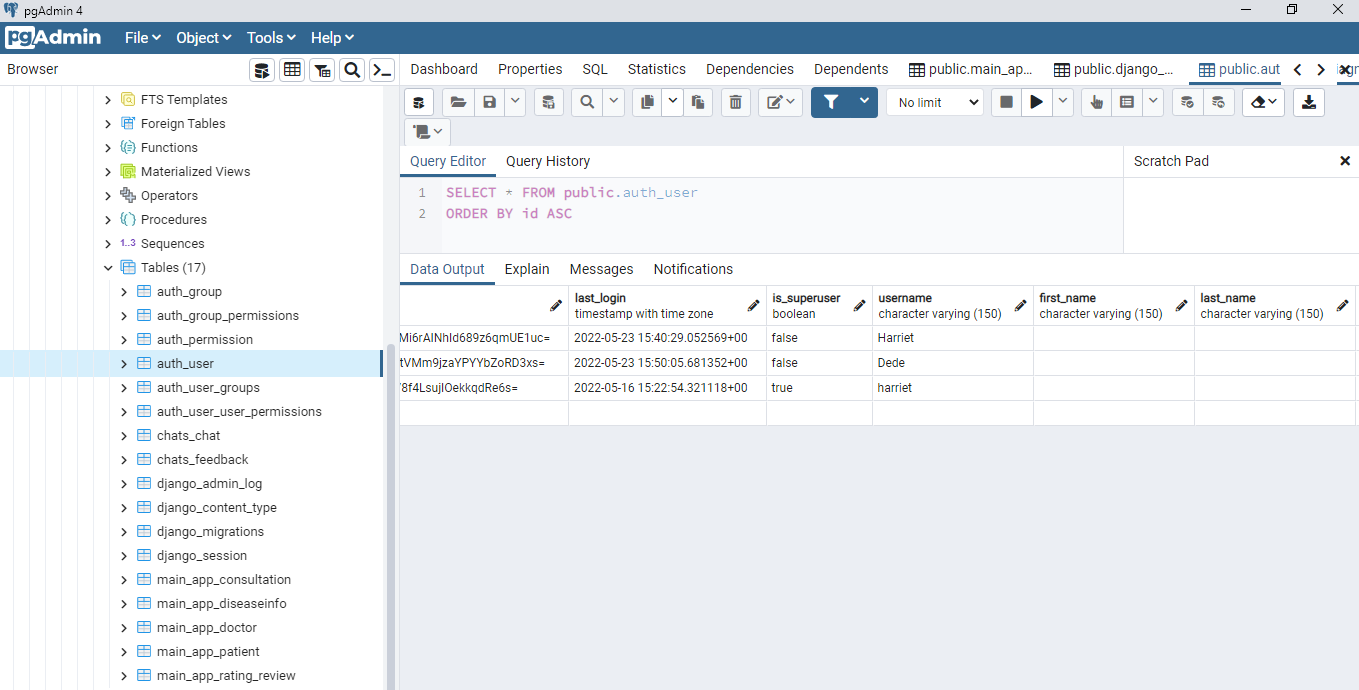 pgAdmin 4
pgAdmin File Object Tools Help
Browser
Dashboard Properties SQL Statistics Dependencies Dependents public.main_ap... public.django_... public.aut
No limit
FTS Templates
Foreign Tables
Functions
Materialized Views
Operators
Procedures
1..3 Sequences
Tables (17)
auth_group
auth_group_permissions
auth_permission
auth_user
auth_user_groups
auth_user_user_permissions
chats_chat
chats_feedback
django_admin_log
django_content_type
django_migrations
django_session
main_app_consultation
main_app_diseaseinfo
main_app_doctor
main_app_patient
main_app_rating_review
Query Editor Query History
Scratch Pad
1 SELECT * FROM public.auth_user
2 ORDER BY id ASC
Data Output Explain Messages Notifications
last_login is_superuser username first_name last_name
timestamp with time zone boolean character varying (150) character varying (150) character varying (150)
Mi6rAINhId689z6qmUE1uc= 2022-05-23 15:40:29.052569+00 false Harriet
tVMm9jzaYPYYbZoRD3xs= 2022-05-23 15:50:05.681352+00 false Dede
8f4LsujIOekkqdRe6s= 2022-05-16 15:22:54.321118+00 true harriet